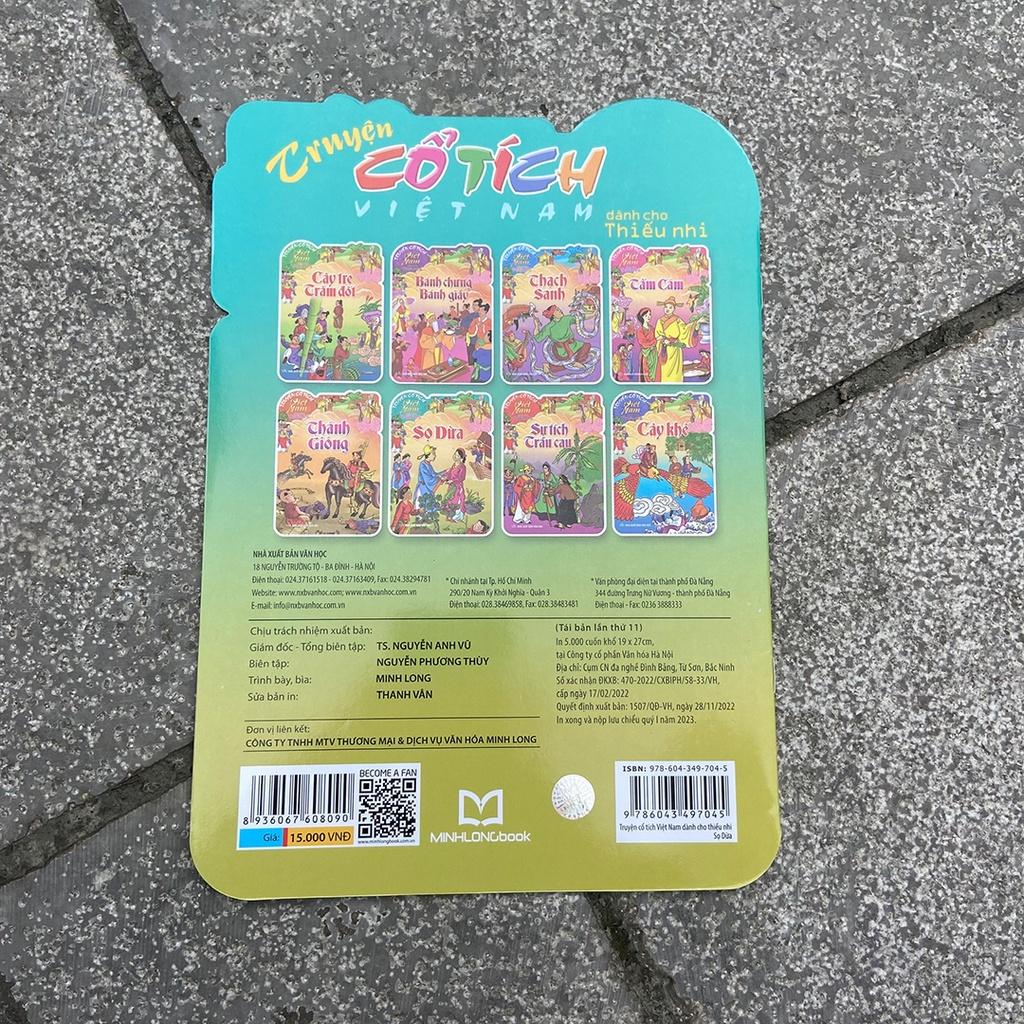 Truyện
CỔ TÍCH
VIỆT NAM
dành cho
Thiếu nhi
Cây tre
Trăm đốt
Bánh chưng
Bánh giầy
Thạch
Sanh
Tấm Cám
Thánh
Gióng
Sọ Dừa
Sự tích
Trầu cau
Cây khế
NHÀ XUẤT BẢN VĂN HỌC
18 NGUYỄN TRƯỜNG TỘ - BA ĐÌNH - HÀ NỘI
Điện thoại: 024.37161518 - 024.37163409, Fax: 024.38294781
Website: www.nxbvanhoc.com; www.nxbvanhoc.com.vn
E-mail: info@nxbvanhoc.com.vn
* Chi nhánh tại Tp. Hồ Chí Minh
290/20 Nam Kỳ Khởi Nghĩa - Quận 3
Điện thoại: 028.38469858, Fax: 028.38483481
* Văn phòng đại diện tại thành phố Đà Nẵng
344 đường Trưng Nữ Vương - thành phố Đà Nẵng
Điện thoại - Fax: 0236 3888333
Chịu trách nhiệm xuất bản:
Giám đốc - Tổng biên tập: TS. NGUYỄN ANH VŨ
Biên tập: NGUYỄN PHƯƠNG THÙY
Trình bày, bìa: MINH LONG
Sửa bản in: THANH VÂN
Đơn vị liên kết:
CÔNG TY TNHH MTV THƯƠNG MẠI & DỊCH VỤ VĂN HÓA MINH LONG
(Tái bản lần thứ 11)
In 5.000 cuốn khổ 19 x 27cm,
tại Công ty cổ phần Văn hóa Hà Nội
Địa chỉ: Cụm CN đa nghề Đình Bảng, Từ Sơn, Bắc Ninh
Số xác nhận ĐKXB: 470-2022/CXBIPH/58-33/VH,
cấp ngày 17/02/2022
Quyết định xuất bản: 1507/QĐ-VH, ngày 28/11/2022
In xong và nộp lưu chiểu quý I năm 2023.
8 936067 608090
Giá: 15.000 VNĐ
BECOME A FAN
www.minhlongbook.com.vn
MINHLONGbook
ISBN: 978-604-349-704-5
9 786043 497045
Truyện cổ tích Việt Nam dành cho thiếu nhi
Sọ Dừa